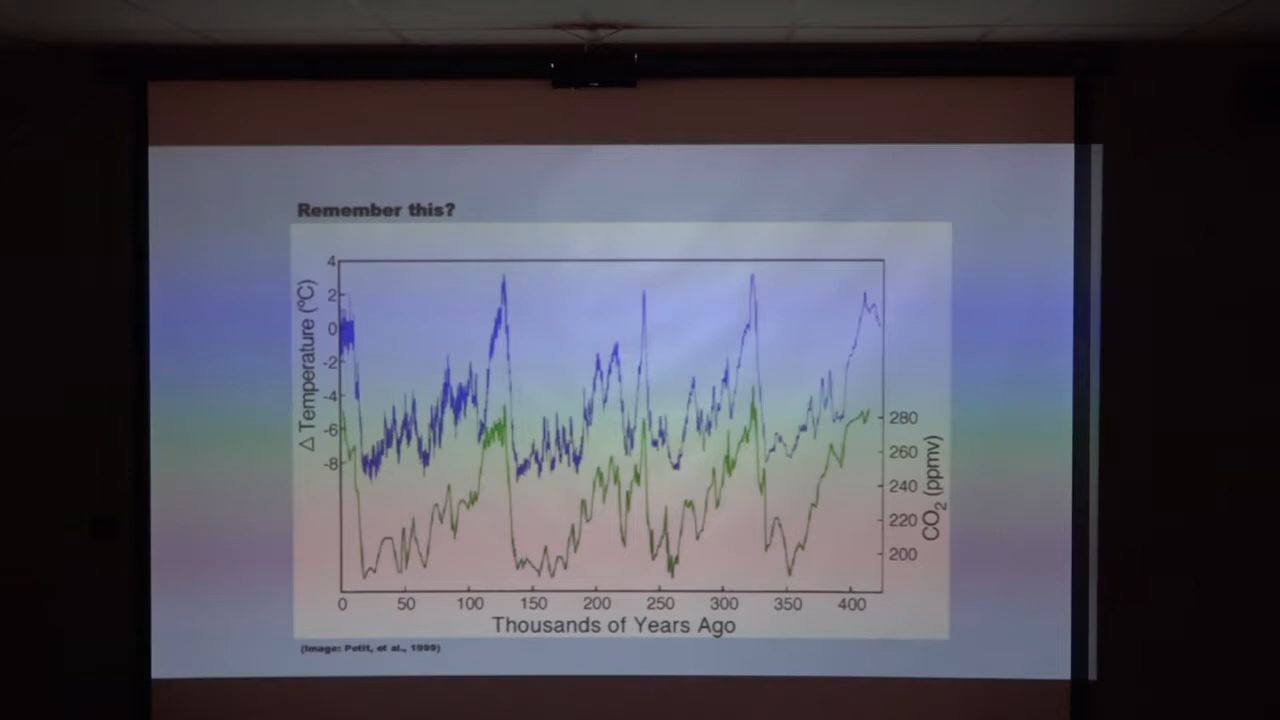 Remember this?
4
2
0
-2
-4
-6
-8
Δ Temperature (ºC)
280
260
240
220
200
CO2 (ppmv)
0 50 100 150 200 250 300 350 400
Thousands of Years Ago
(Image: Petit, et al., 1999)